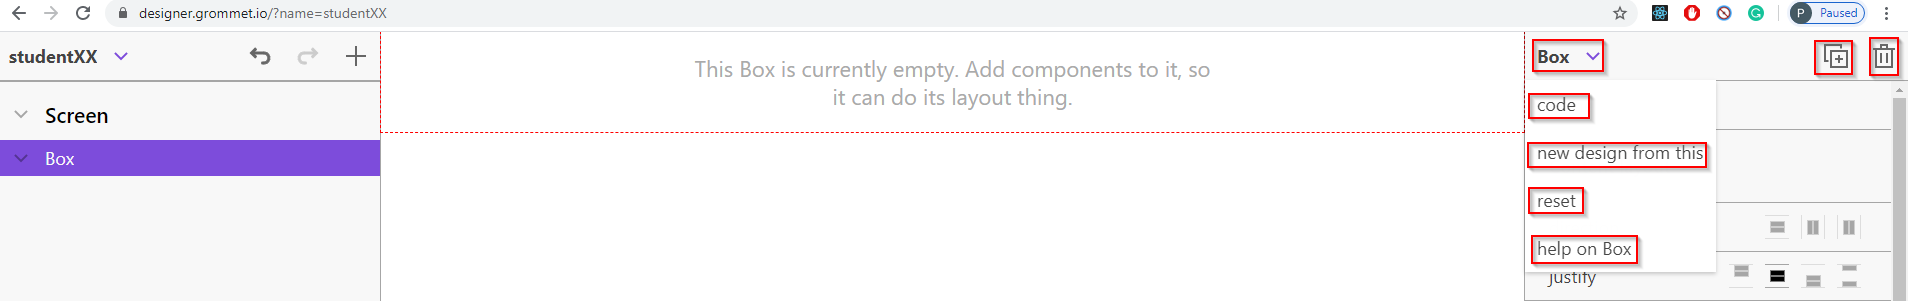 designer.grommet.io/?name=studentXX
P Paused
studentXX
This Box is currently empty. Add components to it, so
it can do its layout thing.
Box
Screen
Box
code
new design from this
reset
help on Box
justify